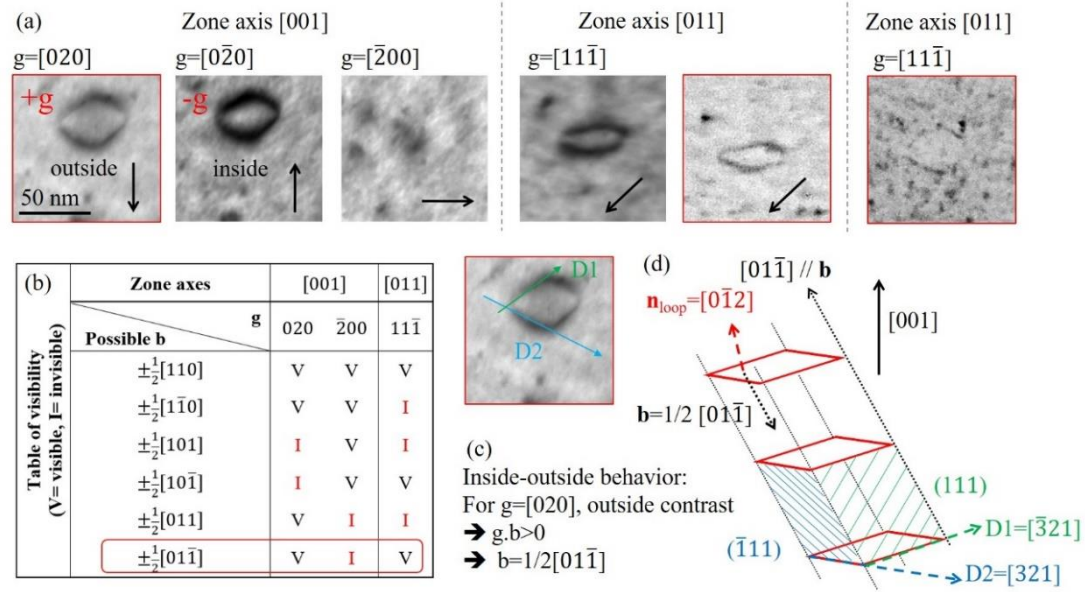 (a)
Zone axis [001]
Zone axis [011]
Zone axis [011]
g=[020]
g=[02̅0]
g=[2̅00]
g=[111̅]
g=[111̅]
+g
-g
outside
inside
50 nm
(b)
Table of visibility
(V= visible, I= invisible)
Zone axes [001] [011]
g
Possible b
020 2̅00 111̅
±½[110] V V V
±½[11̅0] V V I
±½[101] I V I
±½[101̅] I V V
±½[011] V I I
±½[011̅] V I V
D1
D2
(c)
Inside-outside behavior:
For g=[020], outside contrast
➔ g.b>0
➔ b=1/2[011̅]
(d)
[011̅] // b
n_loop=[01̅2]
[001]
b=1/2 [011̅]
(111)
(1̅11)
D1=[3̅21]
D2=[321]